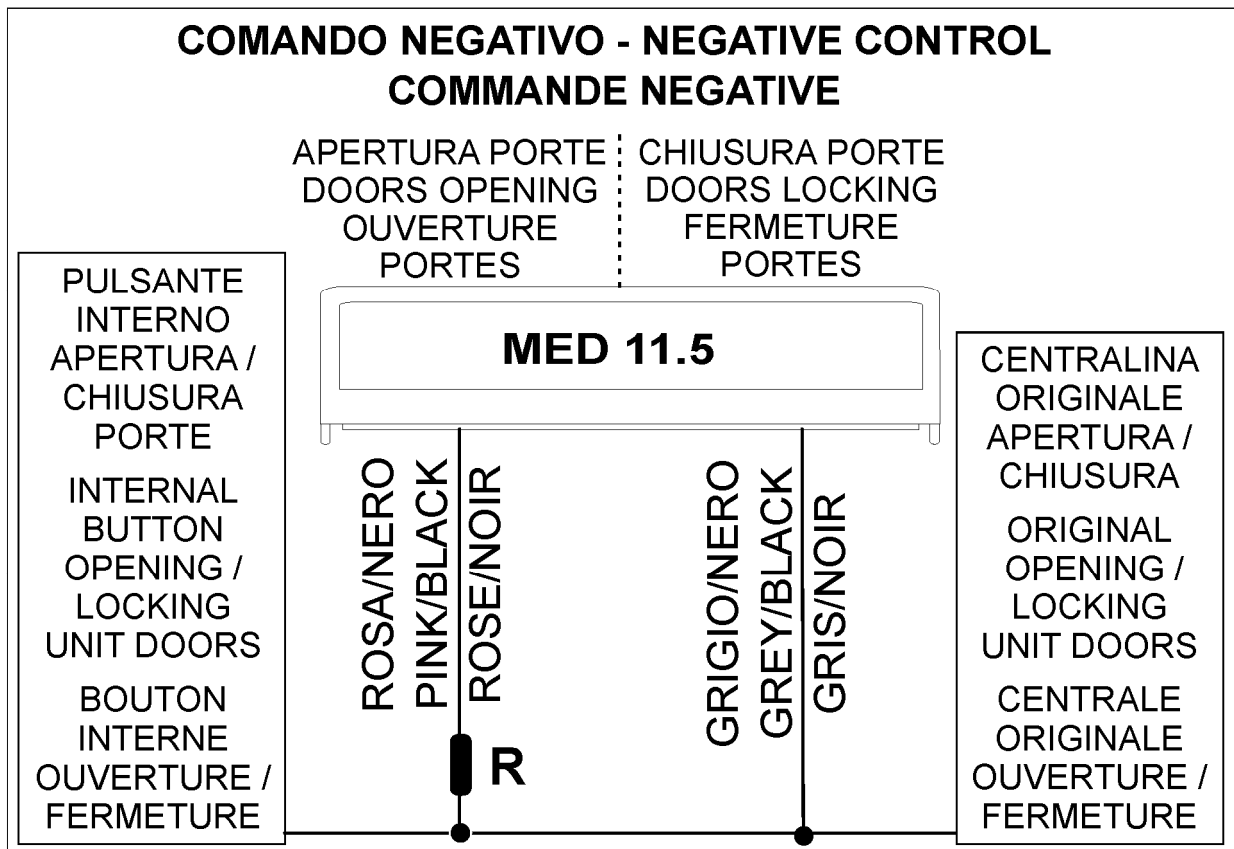 COMANDO NEGATIVO - NEGATIVE CONTROL
COMMANDE NEGATIVE
APERTURA PORTE
DOORS OPENING
OUVERTURE
PORTES
CHIUSURA PORTE
DOORS LOCKING
FERMETURE
PORTES
PULSANTE
INTERNO
APERTURA /
CHIUSURA
PORTE
INTERNAL
BUTTON
OPENING /
LOCKING
UNIT DOORS
BOUTON
INTERNE
OUVERTURE /
FERMETURE
MED 11.5
ROSA/NERO
PINK/BLACK
ROSE/NOIR
R
GRIGIO/NERO
GREY/BLACK
GRIS/NOIR
CENTRALINA
ORIGINALE
APERTURA /
CHIUSURA
ORIGINAL
OPENING /
LOCKING
UNIT DOORS
CENTRALE
ORIGINALE
OUVERTURE /
FERMETURE